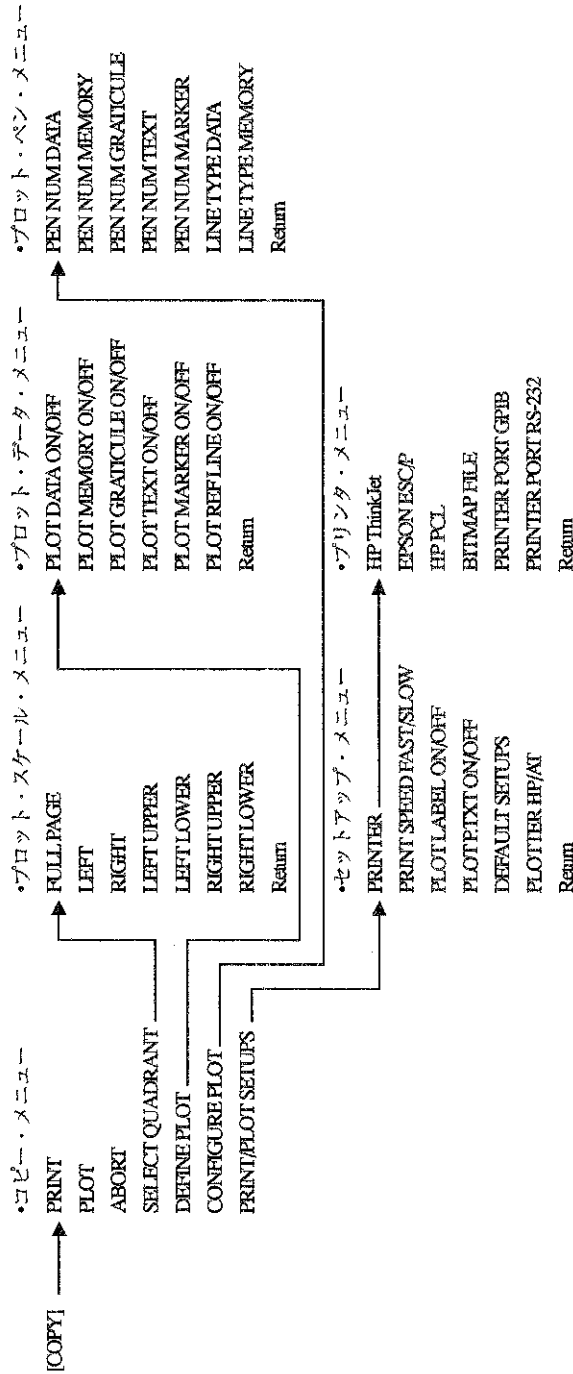 [COPY]
•コピー・メニュー
PRINT
PLOT
ABORT
SELECT QUADRANT
DEFINE PLOT
CONFIGURE PLOT
PRINT/PLOT SETUPS
•プロット・スケール・メニュー
FULL PAGE
LEFT
RIGHT
LEFT UPPER
LEFT LOWER
RIGHT UPPER
RIGHT LOWER
Return
•プロット・データ・メニュー
PLOT DATA ON/OFF
PLOT MEMORY ON/OFF
PLOT GRATICULE ON/OFF
PLOT TEXT ON/OFF
PLOT MARKER ON/OFF
PLOT REF LINE ON/OFF
Return
•プロット・ペン・メニュー
PEN NUM DATA
PEN NUM MEMORY
PEN NUM GRATICULE
PEN NUM TEXT
PEN NUM MARKER
LINE TYPE DATA
LINE TYPE MEMORY
Return
•セットアップ・メニュー
PRINTER
PRINT SPEED FAST/SLOW
PLOT LABEL ON/OFF
PLOT P.TXT ON/OFF
DEFAULT SETUPS
PLOTTER HP/AT
Return
•プリンタ・メニュー
HP ThinkJet
EPSON ESC/P
HP PCL
BITMAP FILE
PRINTER PORT GPIB
PRINTER PORT RS-232
Return